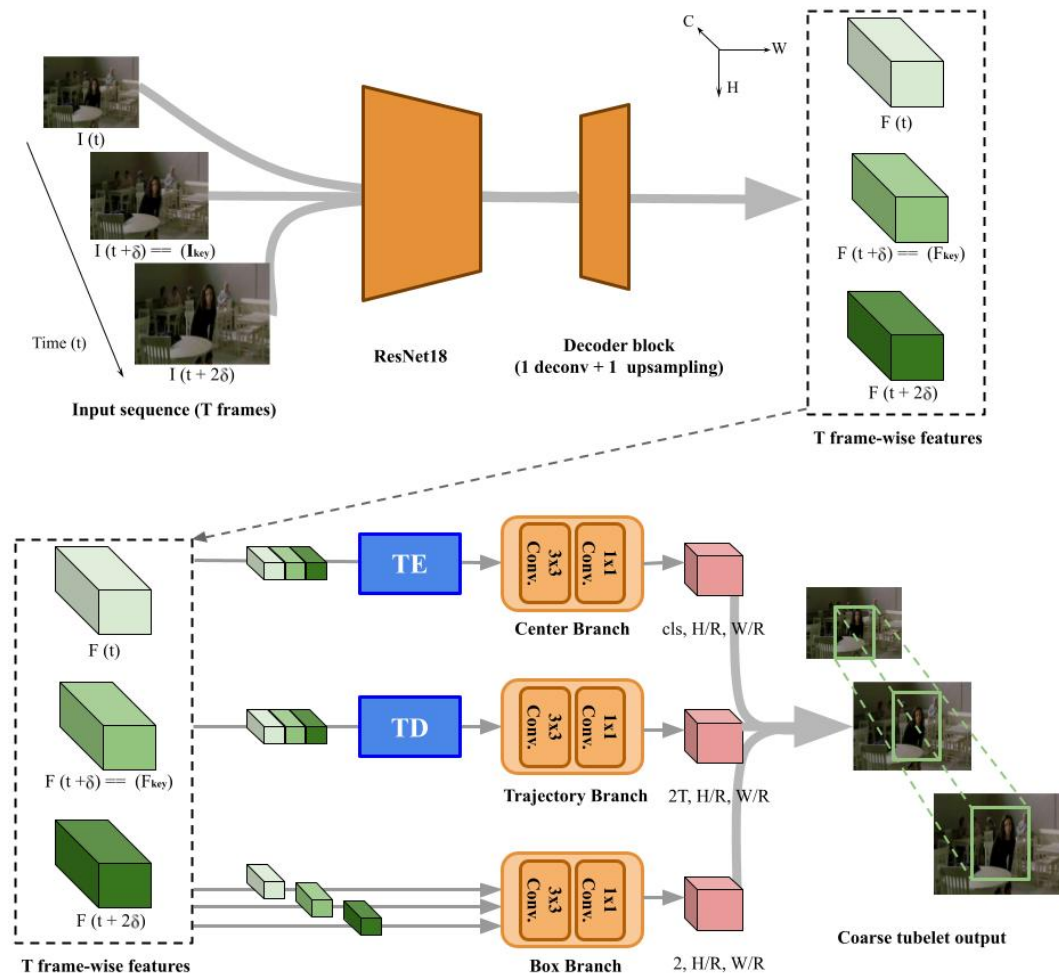 C
W
H
I (t)
F (t)
I (t +δ) == (Ikey)
F (t +δ) == (Fkey)
Time (t)
I (t + 2δ)
ResNet18
Decoder block
(1 deconv + 1 upsampling)
F (t + 2δ)
Input sequence (T frames)
T frame-wise features
F (t)
F (t +δ) == (Fkey)
F (t + 2δ)
T frame-wise features
TE
3x3
Conv.
1x1
Conv.
Center Branch
cls, H/R, W/R
TD
3x3
Conv.
1x1
Conv.
Trajectory Branch
2T, H/R, W/R
3x3
Conv.
1x1
Conv.
Box Branch
2, H/R, W/R
Coarse tubelet output